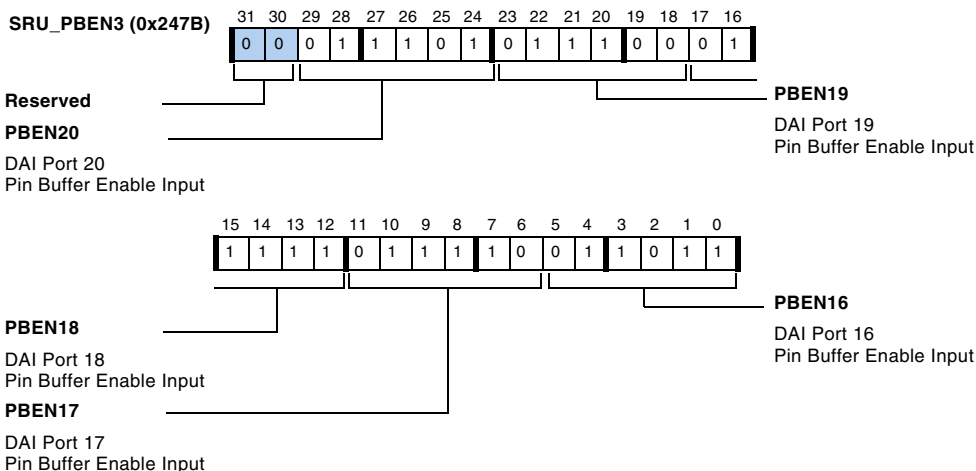 SRU_PBEN3 (0x247B)
31 30 29 28 27 26 25 24 23 22 21 20 19 18 17 16
0 0 0 1 1 1 0 1 0 1 1 1 0 0 0 1
Reserved
PBEN20
DAI Port 20
Pin Buffer Enable Input
PBEN19
DAI Port 19
Pin Buffer Enable Input
15 14 13 12 11 10 9 8 7 6 5 4 3 2 1 0
1 1 1 1 0 1 1 1 1 0 0 1 1 0 1 1
PBEN18
DAI Port 18
Pin Buffer Enable Input
PBEN17
DAI Port 17
Pin Buffer Enable Input
PBEN16
DAI Port 16
Pin Buffer Enable Input